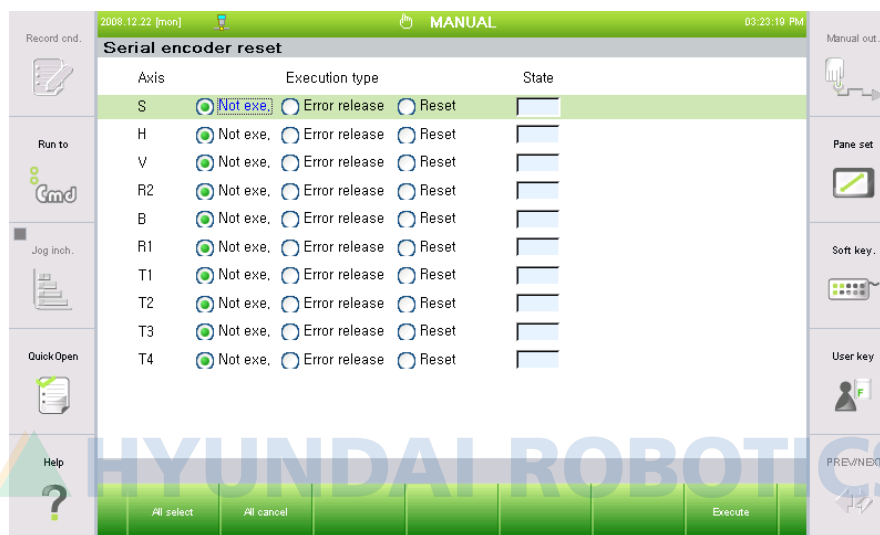 2008.12.22 [mon] MANUAL 03:23:19 PM
Record cnd.
Run to
Cmd
Jog inch.
QuickOpen
Help
Serial encoder reset
Axis Execution type State
S Not exe, Error release Reset
H Not exe, Error release Reset
V Not exe, Error release Reset
R2 Not exe, Error release Reset
B Not exe, Error release Reset
R1 Not exe, Error release Reset
T1 Not exe, Error release Reset
T2 Not exe, Error release Reset
T3 Not exe, Error release Reset
T4 Not exe, Error release Reset
Manual out.
Pane set
Soft key.
User key
F
HYUNDAI ROBOTICS
All select All cancel Execute